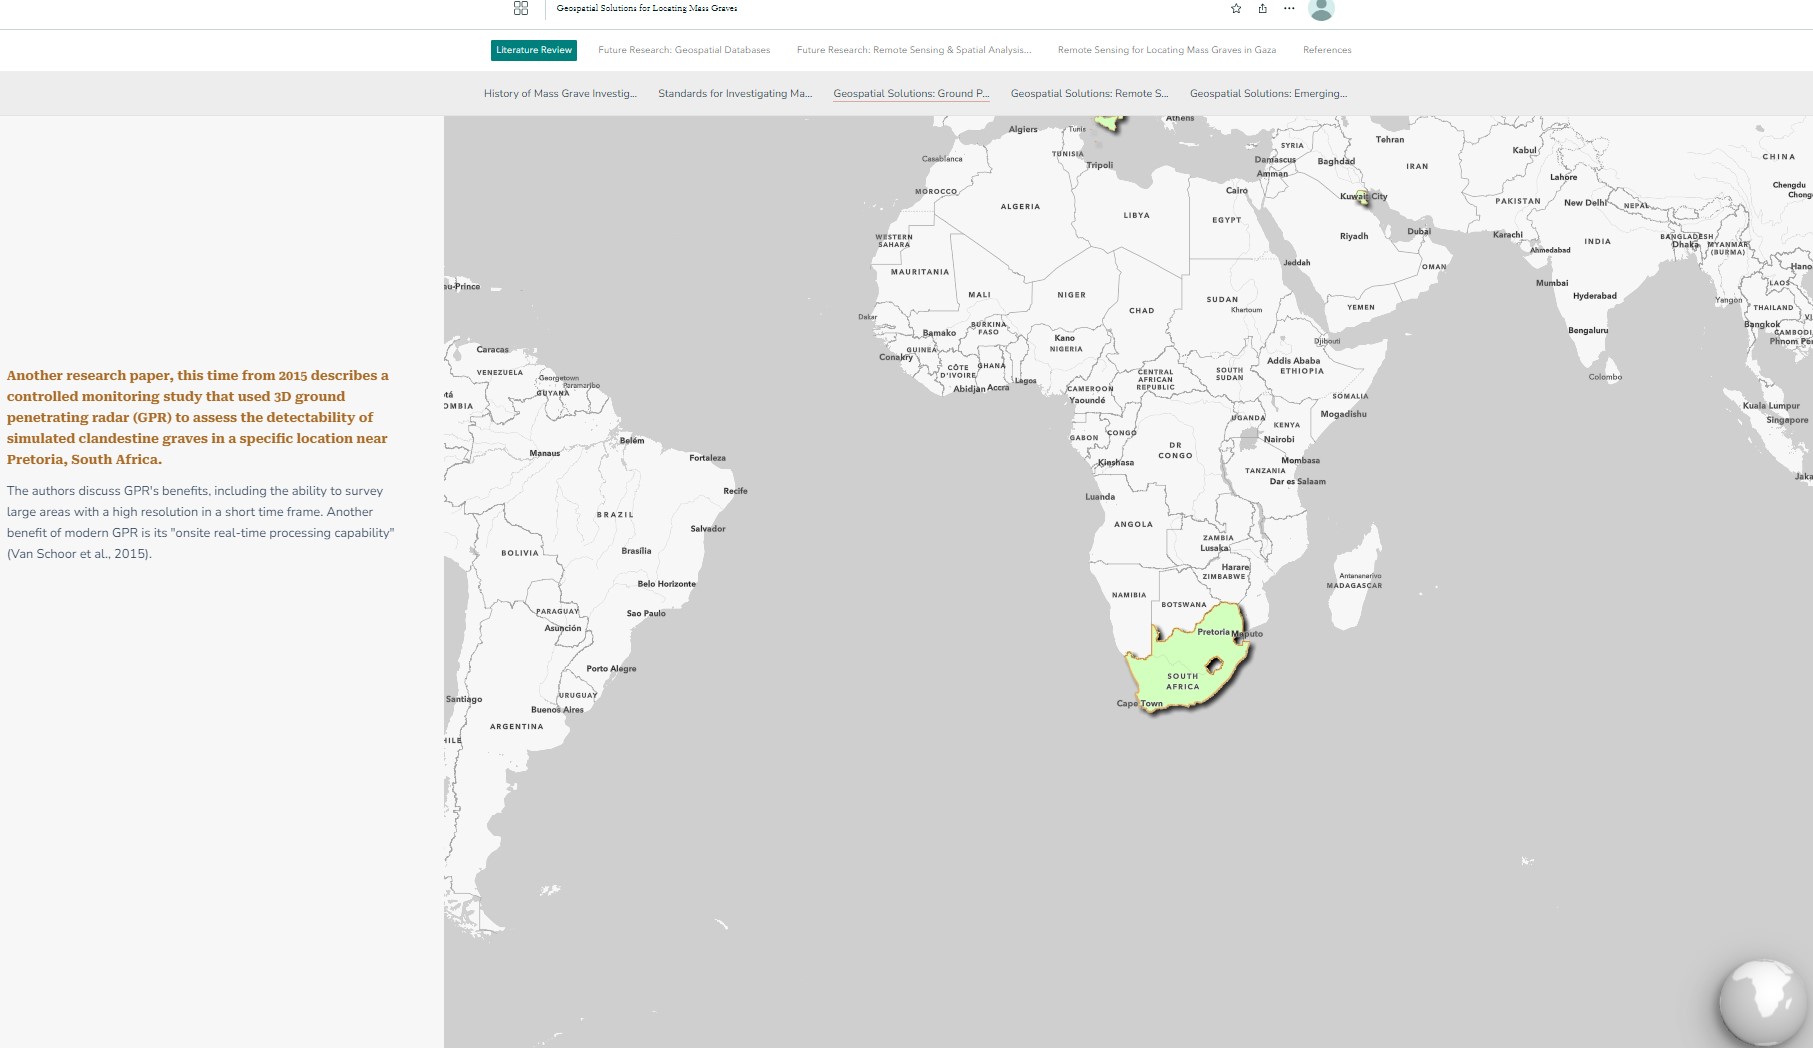 Geospatial Solutions for Locating Mass Graves
Literature Review
Future Research: Geospatial Databases
Future Research: Remote Sensing & Spatial Analysis...
Remote Sensing for Locating Mass Graves in Gaza
References
History of Mass Grave Investig...
Standards for Investigating Ma...
Geospatial Solutions: Ground P...
Geospatial Solutions: Remote S...
Geospatial Solutions: Emerging...
Another research paper, this time from 2015 describes a
controlled monitoring study that used 3D ground
penetrating radar (GPR) to assess the detectability of
simulated clandestine graves in a specific location near
Pretoria, South Africa.
The authors discuss GPR's benefits, including the ability to survey
large areas with a high resolution in a short time frame. Another
benefit of modern GPR is its "onsite real-time processing capability"
(Van Schoor et al., 2015).
Algiers
Tunis
Athens
TUNISIA
Tripoli
Casablanca
MOROCCO
ALGERIA
LIBYA
Cairo
EGYPT
SYRIA
Damascus
Amman
Baghdad
Tehran
IRAN
Kuwait City
Riyadh
Dubai
Jeddah
OMAN
YEMEN
Kabul
Lahore
PAKISTAN
New Delhi
NEPAL
Karachi
Ahmedabad
INDIA
BANGLADESH
Dhaka
MYANMAR
(BURMA)
CHINA
Chengdu
Chong
Hano
LAOS
Mumbai
Hyderabad
Yangon
THAILAND
VI
Bangkok
CAMBODI
Phnom Pen
Bengaluru
Colombo
Kuala Lumpur
Singapore
Jaka
WESTERN
SAHARA
MAURITANIA
MALI
NIGER
CHAD
SUDAN
Khartoum
Dakar
Bamako
BURKINA
FASO
GUINEA
Conakry
CÔTE
D'IVOIRE
GHANA
Abidjan
Accra
Lagos
Kano
NIGERIA
CAMEROON
Yaoundé
CENTRAL
AFRICAN
REPUBLIC
SOUTH
SUDAN
Addis Ababa
ETHIOPIA
Djibouti
SOMALIA
Mogadishu
UGANDA
KENYA
Nairobi
Mombasa
GABON
CONGO
DR
CONGO
Kinshasa
TANZANIA
Dar es Salaam
Luanda
ANGOLA
ZAMBIA
Lusaka
Harare
ZIMBABWE
NAMIBIA
BOTSWANA
Antananarivo
MADAGASCAR
Pretoria
Maputo
SOUTH
AFRICA
Cape Town
au-Prince
Caracas
VENEZUELA
Georgetown
Paramaribo
GUYANA
tá
OMBIA
Manaus
Belém
Fortaleza
Recife
BRAZIL
Salvador
BOLIVIA
Brasília
Belo Horizonte
PARAGUAY
Asunción
Sao Paulo
Porto Alegre
Santiago
URUGUAY
Buenos Aires
ARGENTINA
HILE